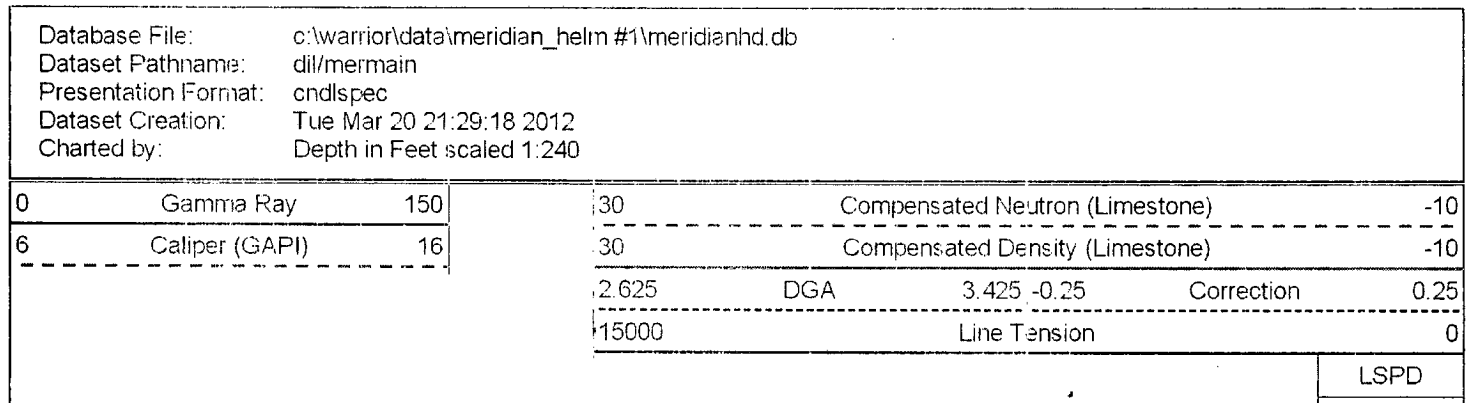 Database File: c:\warrior\data\meridian_helm #1\meridianhd.db
Dataset Pathname: dil/mermain
Presentation Format: cndlspec
Dataset Creation: Tue Mar 20 21:29:18 2012
Charted by: Depth in Feet scaled 1:240
0 Gamma Ray 150 30 Compensated Neutron (Limestone) -10
6 Caliper (GAPI) 16 30 Compensated Density (Limestone) -10
2.625 DGA 3.425 -0.25 Correction 0.25
15000 Line Tension 0
LSPD